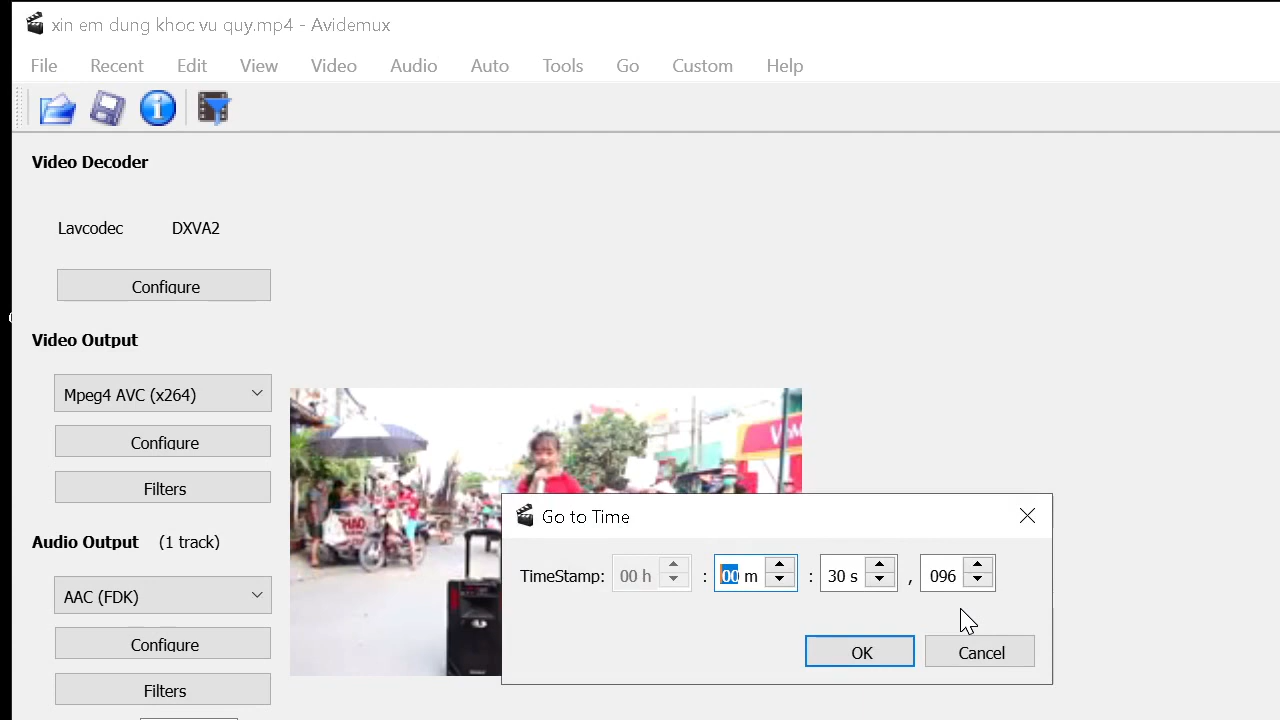 xin em dung khoc vu quy.mp4 - Avidemux
File Recent Edit View Video Audio Auto Tools Go Custom Help
Video Decoder
Lavcodec DXVA2
Configure
Video Output
Mpeg4 AVC (x264)
Configure
Filters
Audio Output (1 track)
AAC (FDK)
Configure
Filters
Go to Time
TimeStamp: 00 h : 00 m : 30 s , 096
OK Cancel